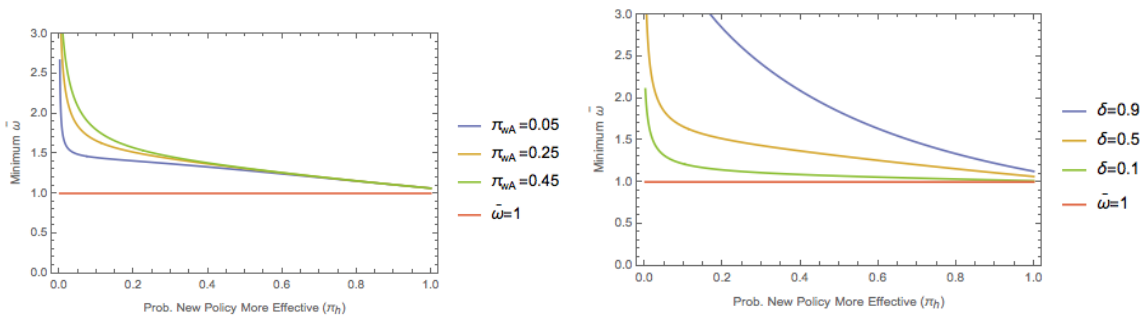 3.0
2.5
2.0
1.5
1.0
0.5
0.0
Minimum ω̄
0.0 0.2 0.4 0.6 0.8 1.0
Prob. New Policy More Effective (πh)
πwA=0.05
πwA=0.25
πwA=0.45
ω̄=1
3.0
2.5
2.0
1.5
1.0
0.5
0.0
Minimum ω̄
0.0 0.2 0.4 0.6 0.8 1.0
Prob. New Policy More Effective (πh)
δ=0.9
δ=0.5
δ=0.1
ω̄=1